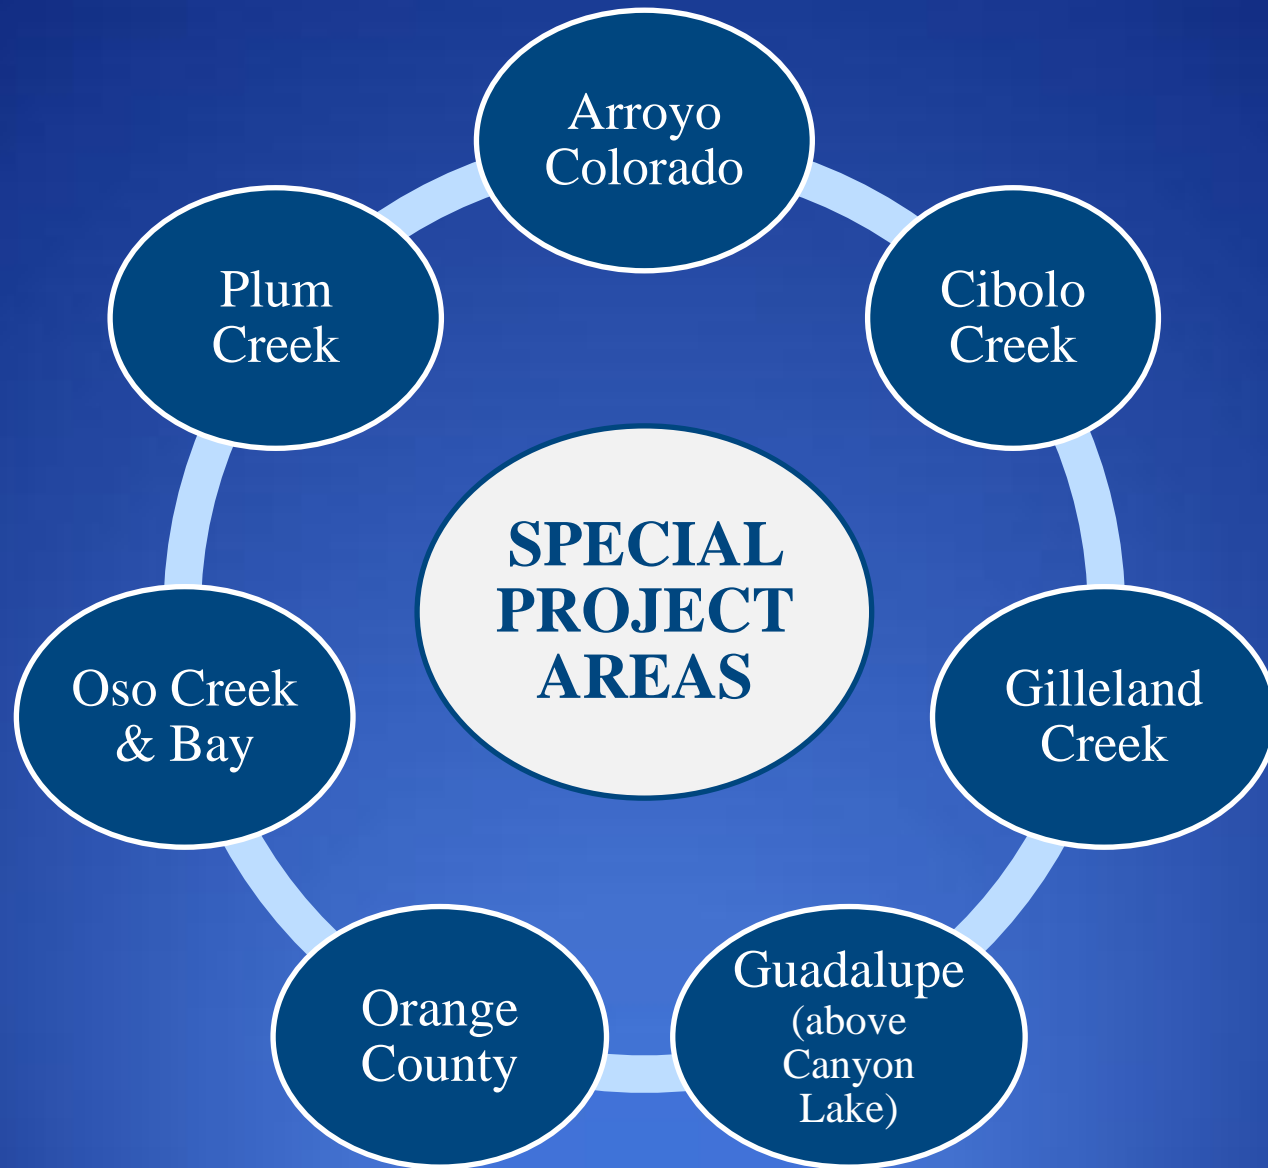 Arroyo
Colorado
Cibolo
Creek
Gilleland
Creek
Guadalupe
(above
Canyon
Lake)
Orange
County
Oso Creek
& Bay
Plum
Creek
SPECIAL
PROJECT
AREAS